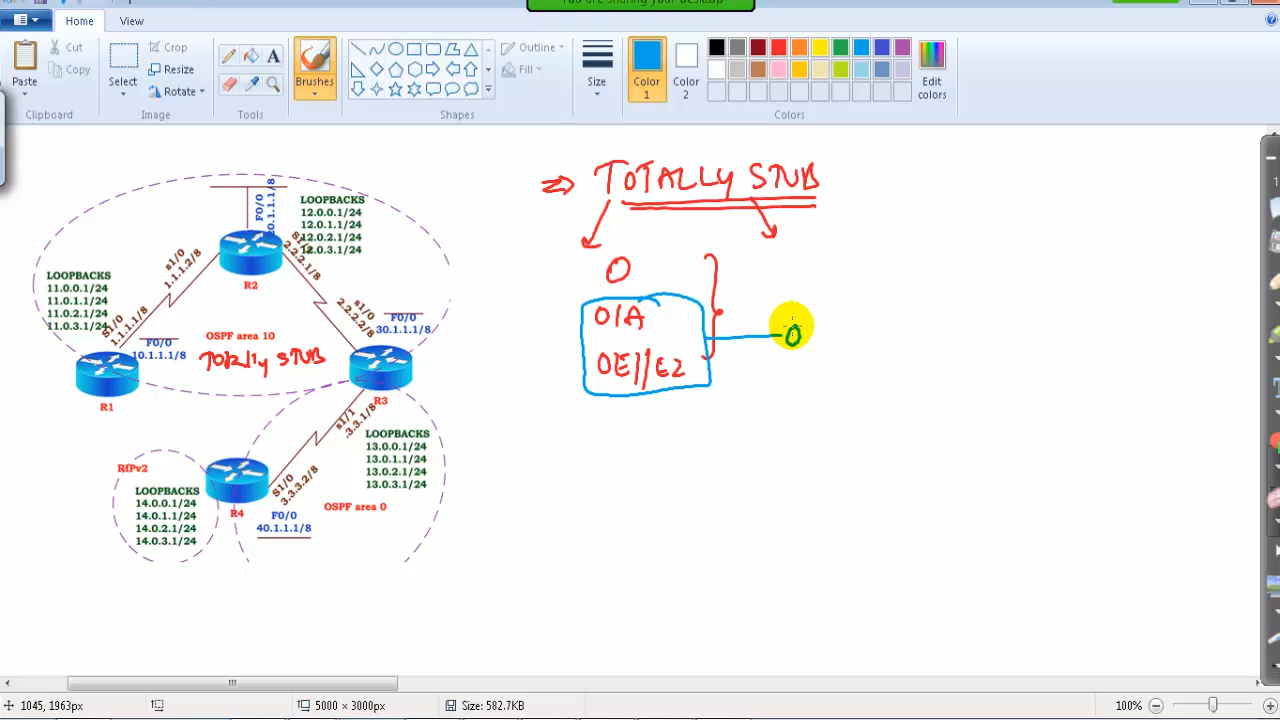 You are sharing your desktop
Home
View
Paste
Cut
Copy
Clipboard
Select
Crop
Resize
Rotate
Image
A
Tools
Brushes
Outline
Fill
Shapes
Size
Color
1
Color
2
Colors
Edit
colors
⇒ TOTALLY STUB
O
O/A
OE1//E2
O
F0/0
20.1.1.1/8
LOOPBACKS
12.0.0.1/24
12.0.1.1/24
12.0.2.1/24
12.0.3.1/24
s1/0
1.1.1.2/8
R2
2.2.2.1/8
LOOPBACKS
11.0.0.1/24
11.0.1.1/24
11.0.2.1/24
11.0.3.1/24
S1/0
1.1.1.1/8
s1/0
2.2.2.2/8
F0/0
30.1.1.1/8
OSPF area 10
TOTALLY STUB
F0/0
10.1.1.1/8
R1
R3
s1/1
.3.3.1/8
LOOPBACKS
13.0.0.1/24
13.0.1.1/24
13.0.2.1/24
13.0.3.1/24
RIPv2
LOOPBACKS
14.0.0.1/24
14.0.1.1/24
14.0.2.1/24
14.0.3.1/24
R4
S1/0
3.3.3.2/8
F0/0
40.1.1.1/8
OSPF area 0
1045, 1963px
5000 × 3000px
Size: 582.7KB
100%